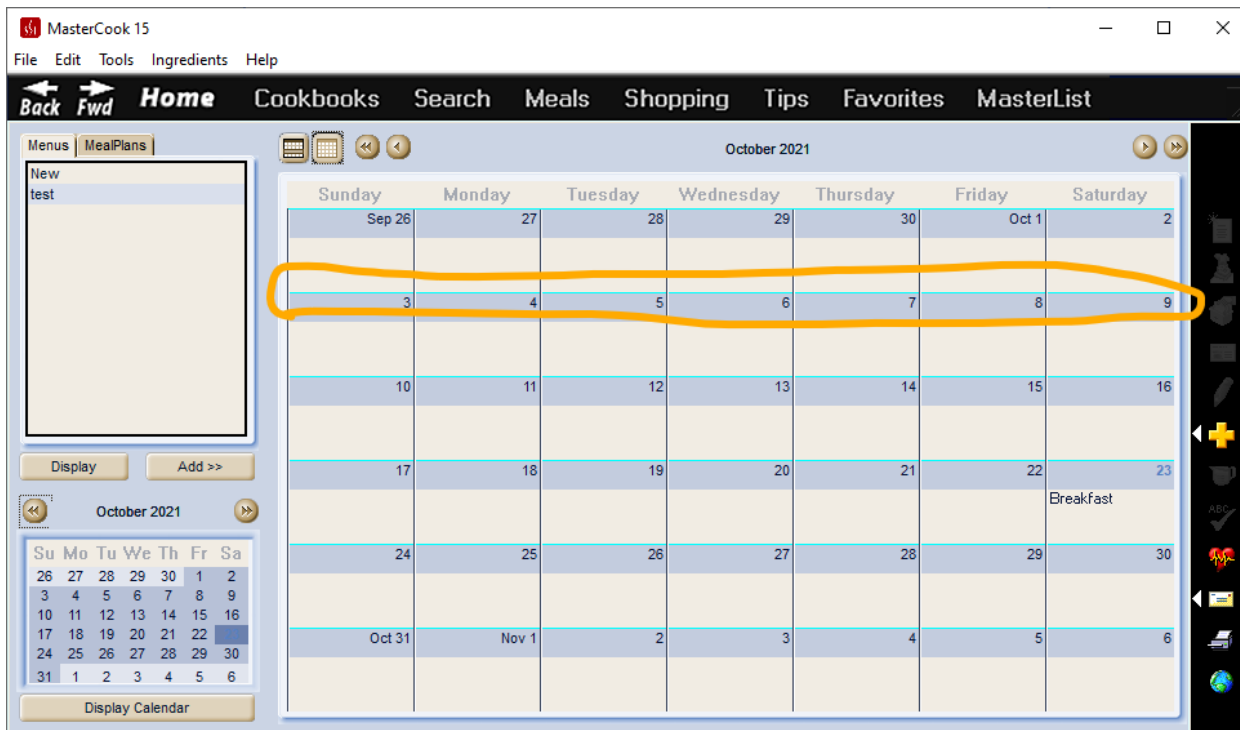 MasterCook 15
File Edit Tools Ingredients Help
Back Fwd Home Cookbooks Search Meals Shopping Tips Favorites MasterList
Menus MealPlans
New
test
Display Add >>
October 2021
Su Mo Tu We Th Fr Sa
26 27 28 29 30 1 2
3 4 5 6 7 8 9
10 11 12 13 14 15 16
17 18 19 20 21 22
24 25 26 27 28 29 30
31 1 2 3 4 5 6
Display Calendar
October 2021
Sunday Monday Tuesday Wednesday Thursday Friday Saturday
Sep 26 27 28 29 30 Oct 1 2
3 4 5 6 7 8 9
10 11 12 13 14 15 16
17 18 19 20 21 22 23
Breakfast
24 25 26 27 28 29 30
Oct 31 Nov 1 2 3 4 5 6
ABC